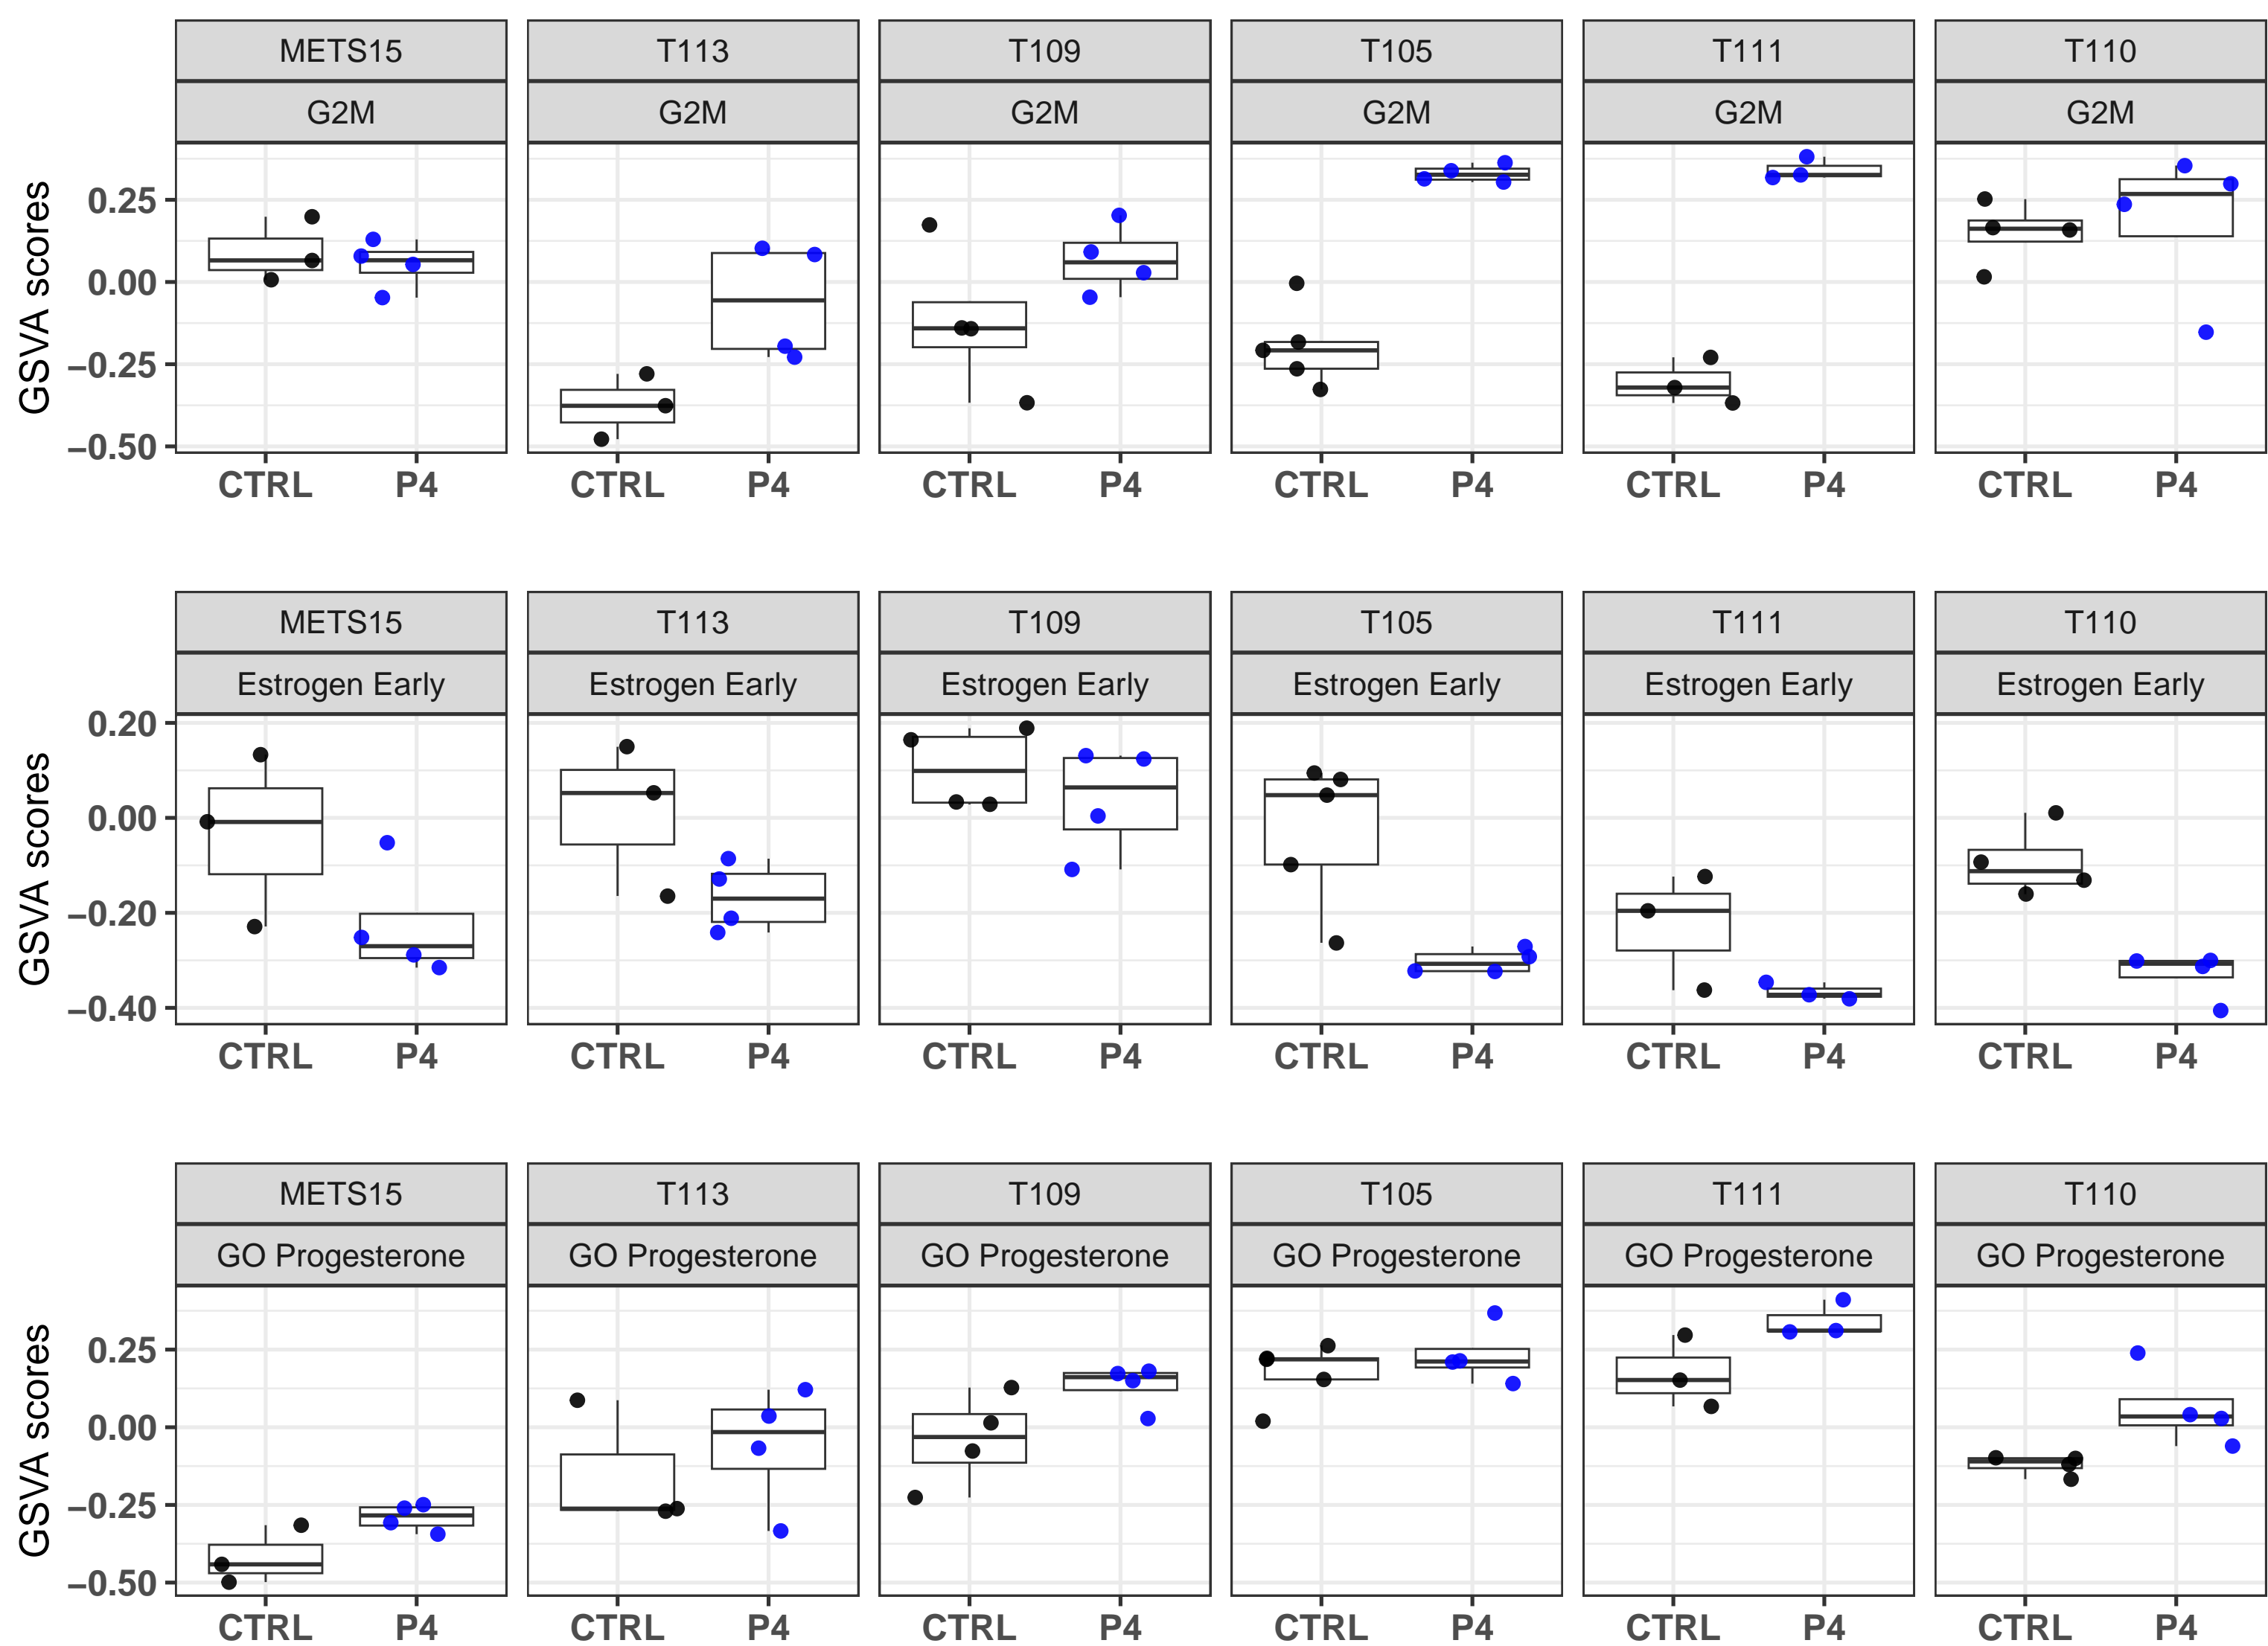 METS15 T113 T109 T105 T111 T110
G2M G2M G2M G2M G2M G2M
GSVA scores
0.25
0.00
−0.25
−0.50
CTRL P4 CTRL P4 CTRL P4 CTRL P4 CTRL P4 CTRL P4
METS15 T113 T109 T105 T111 T110
Estrogen Early Estrogen Early Estrogen Early Estrogen Early Estrogen Early Estrogen Early
GSVA scores
0.20
0.00
−0.20
−0.40
CTRL P4 CTRL P4 CTRL P4 CTRL P4 CTRL P4 CTRL P4
METS15 T113 T109 T105 T111 T110
GO Progesterone GO Progesterone GO Progesterone GO Progesterone GO Progesterone GO Progesterone
GSVA scores
0.25
0.00
−0.25
−0.50
CTRL P4 CTRL P4 CTRL P4 CTRL P4 CTRL P4 CTRL P4